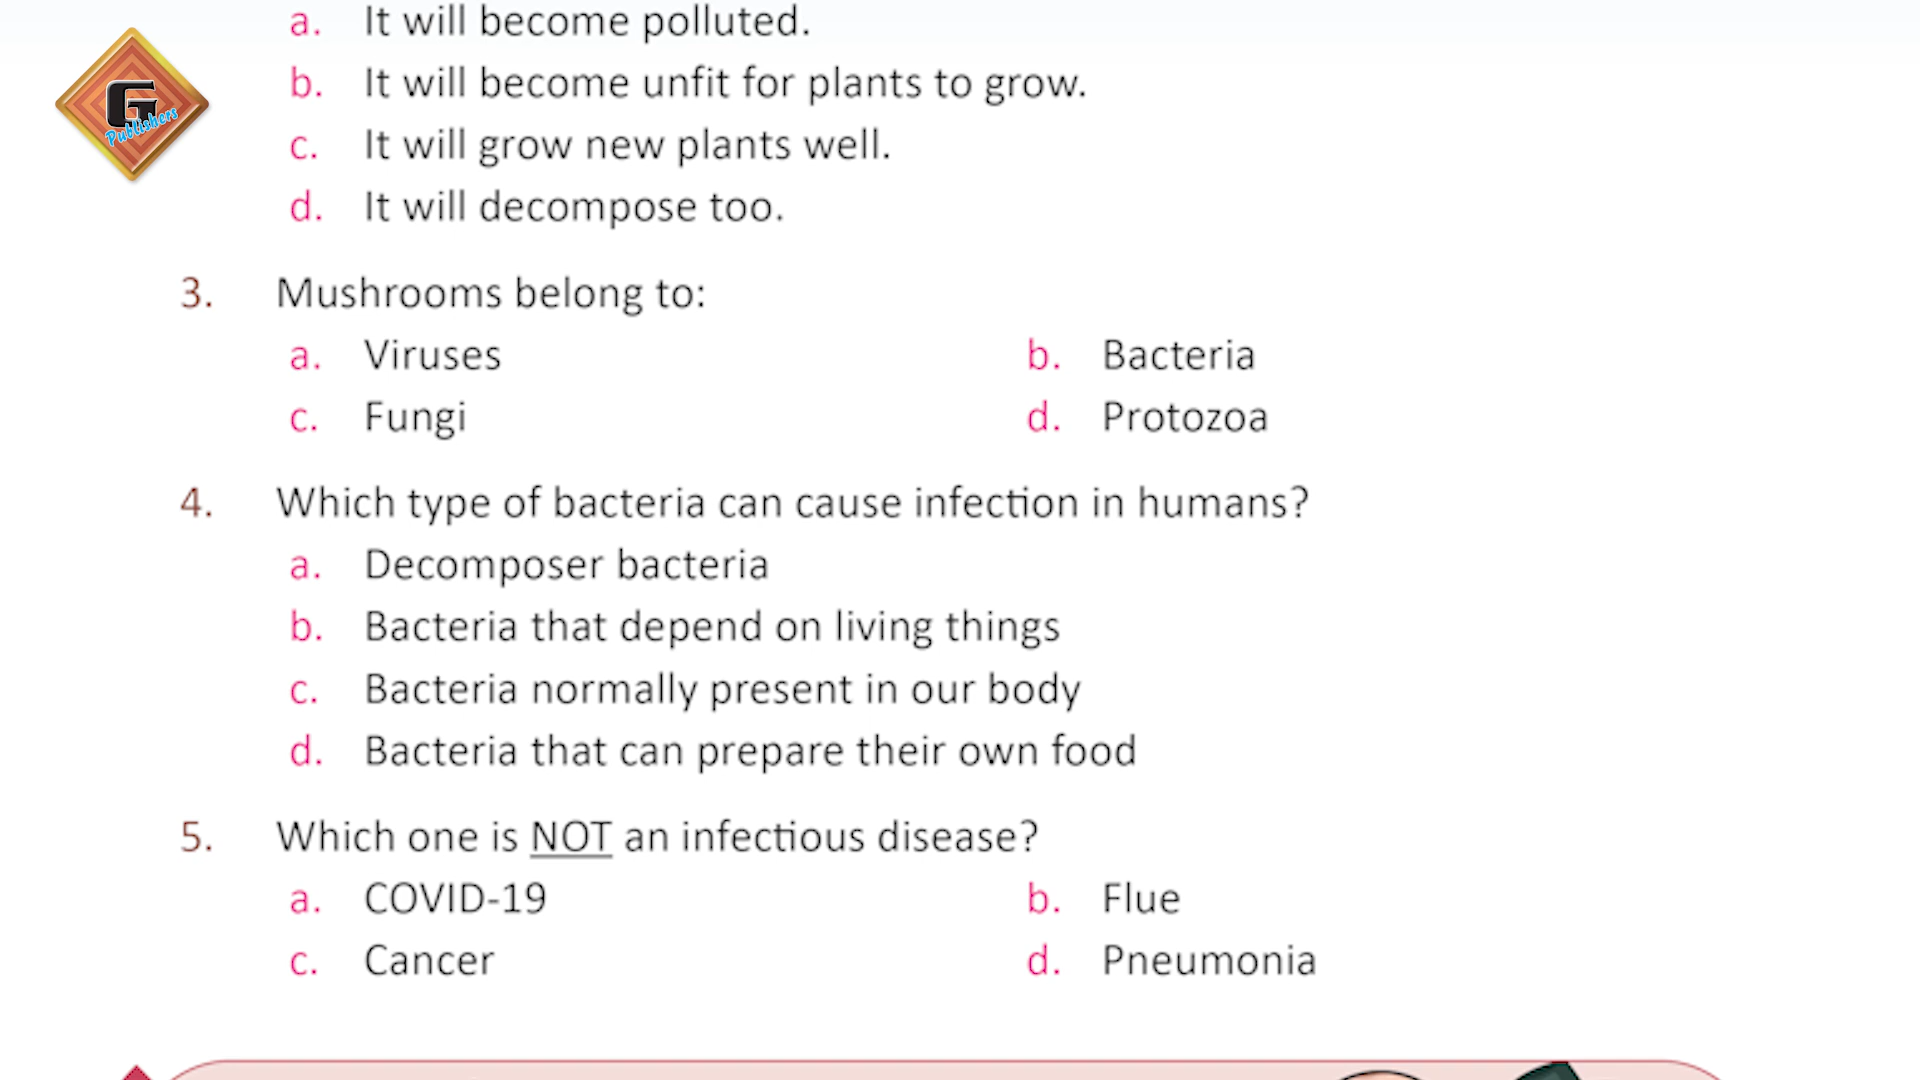 a. It will become polluted.
b. It will become unfit for plants to grow.
c. It will grow new plants well.
d. It will decompose too.
G
Publishers
3. Mushrooms belong to:
a. Viruses b. Bacteria
c. Fungi d. Protozoa
4. Which type of bacteria can cause infection in humans?
a. Decomposer bacteria
b. Bacteria that depend on living things
c. Bacteria normally present in our body
d. Bacteria that can prepare their own food
5. Which one is NOT an infectious disease?
a. COVID-19 b. Flue
c. Cancer d. Pneumonia